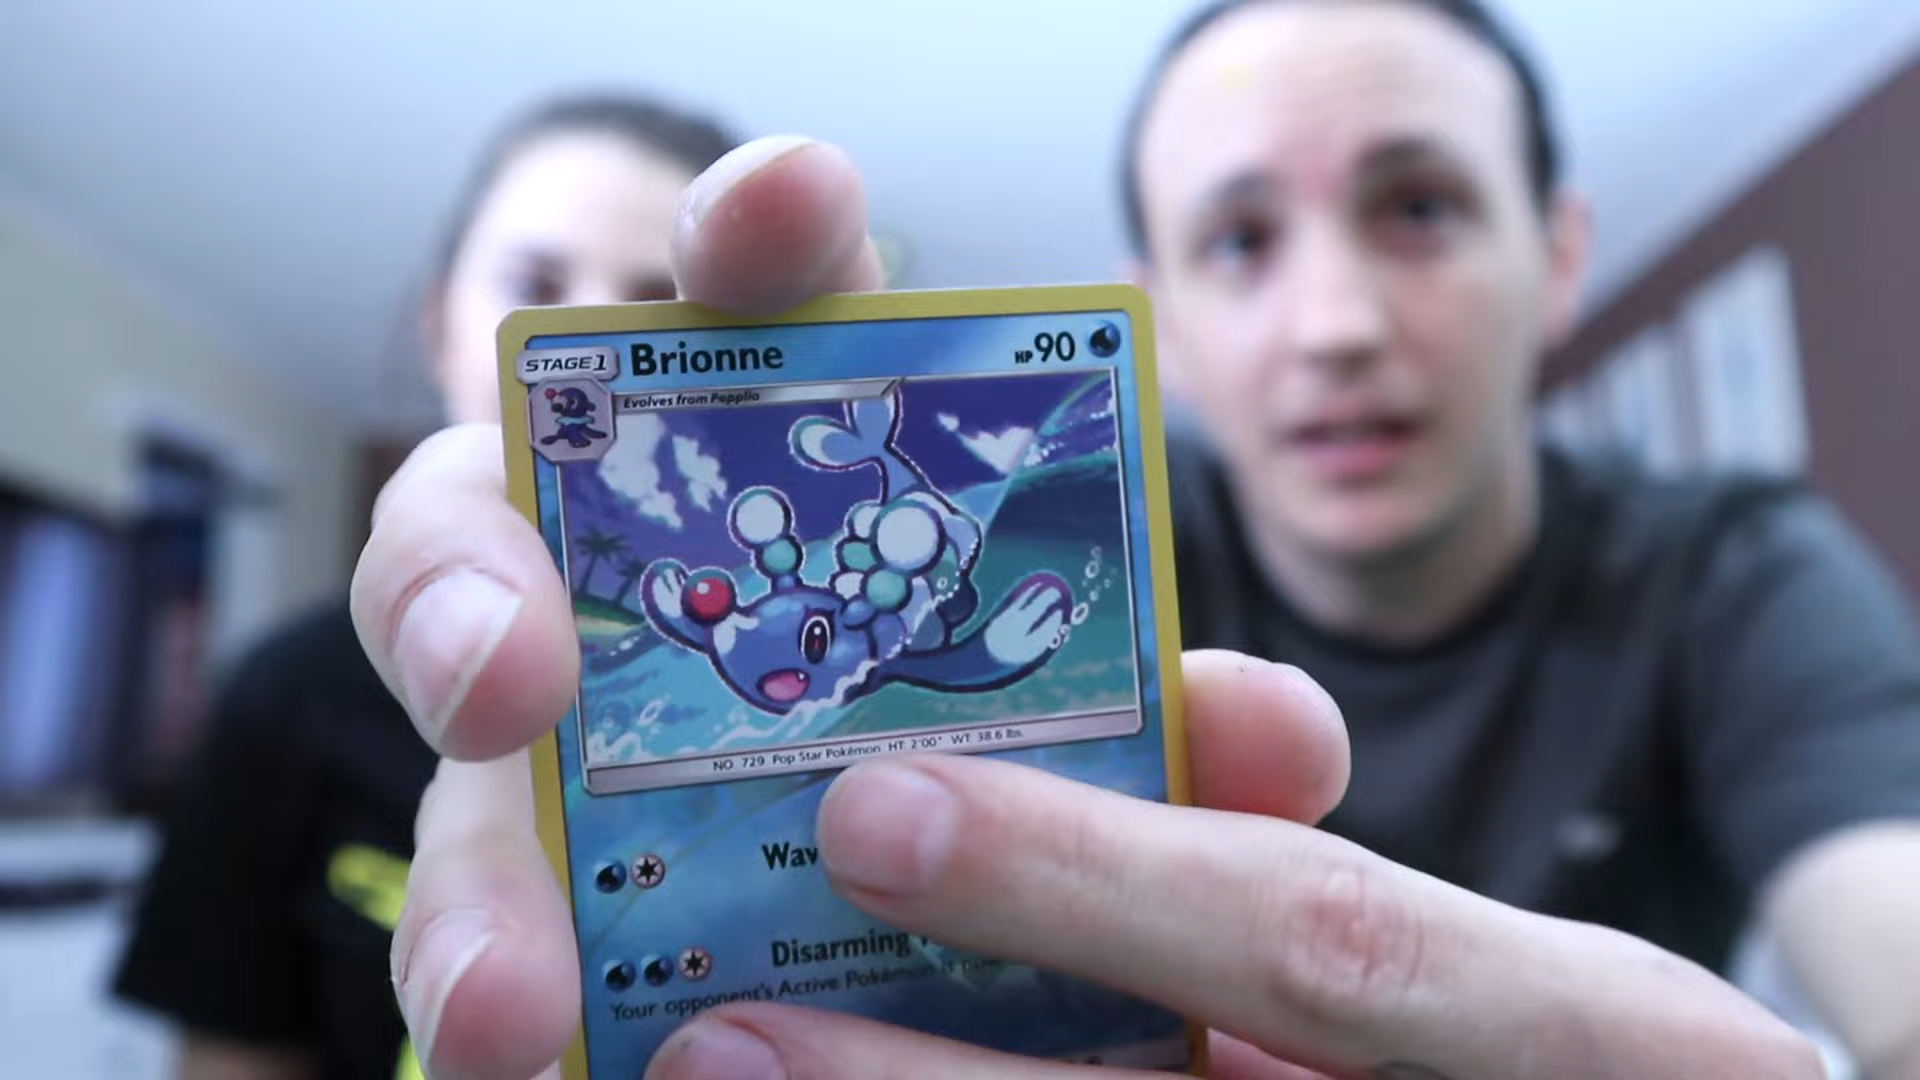 STAGE 1 Brionne HP 90
Evolves from Popplio
NO. 729 Pop Star Pokémon HT: 2'00" WT: 38.6 lbs.
Wav
Disarming
Your opponent's Active Pokémon is